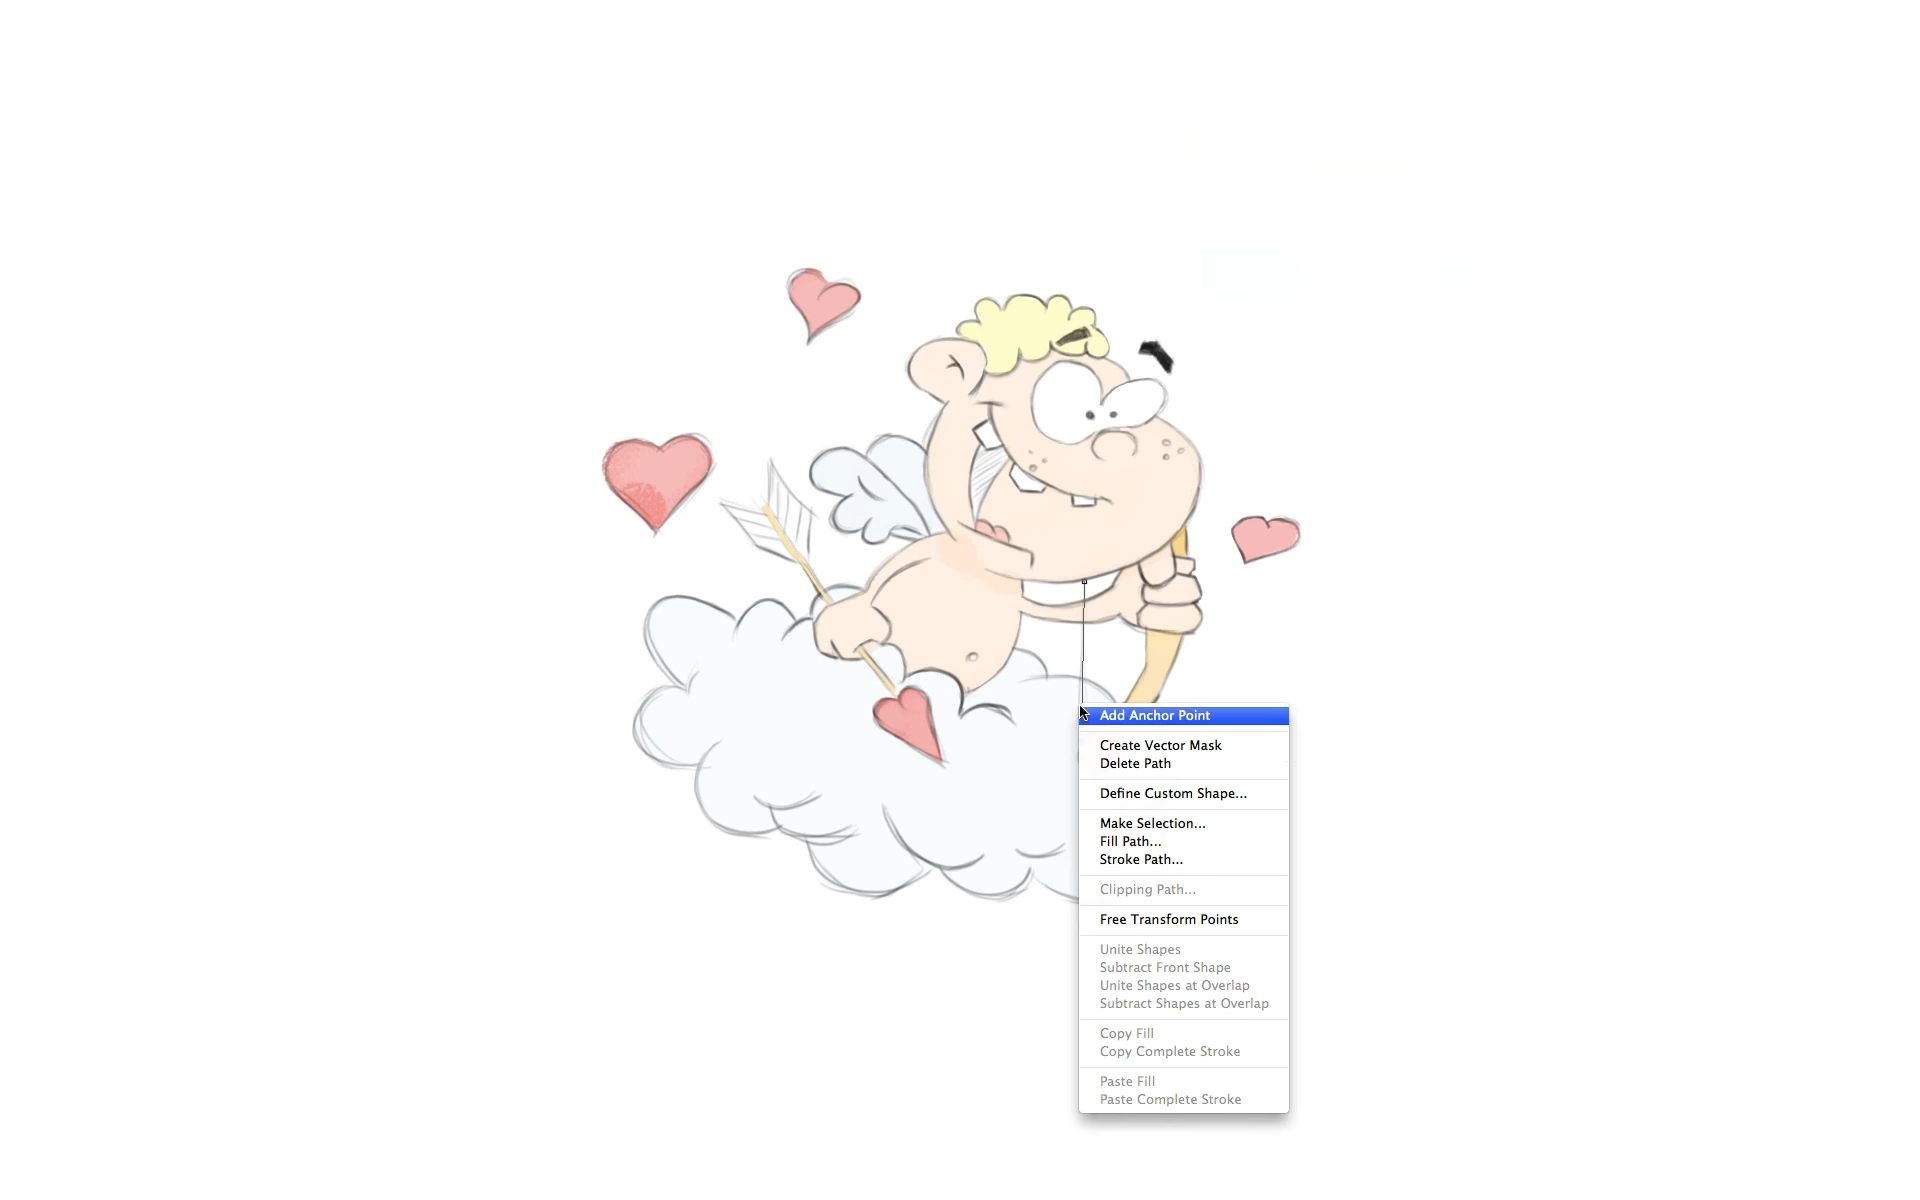 Add Anchor Point
Create Vector Mask
Delete Path
Define Custom Shape...
Make Selection...
Fill Path...
Stroke Path...
Clipping Path...
Free Transform Points
Unite Shapes
Subtract Front Shape
Unite Shapes at Overlap
Subtract Shapes at Overlap
Copy Fill
Copy Complete Stroke
Paste Fill
Paste Complete Stroke